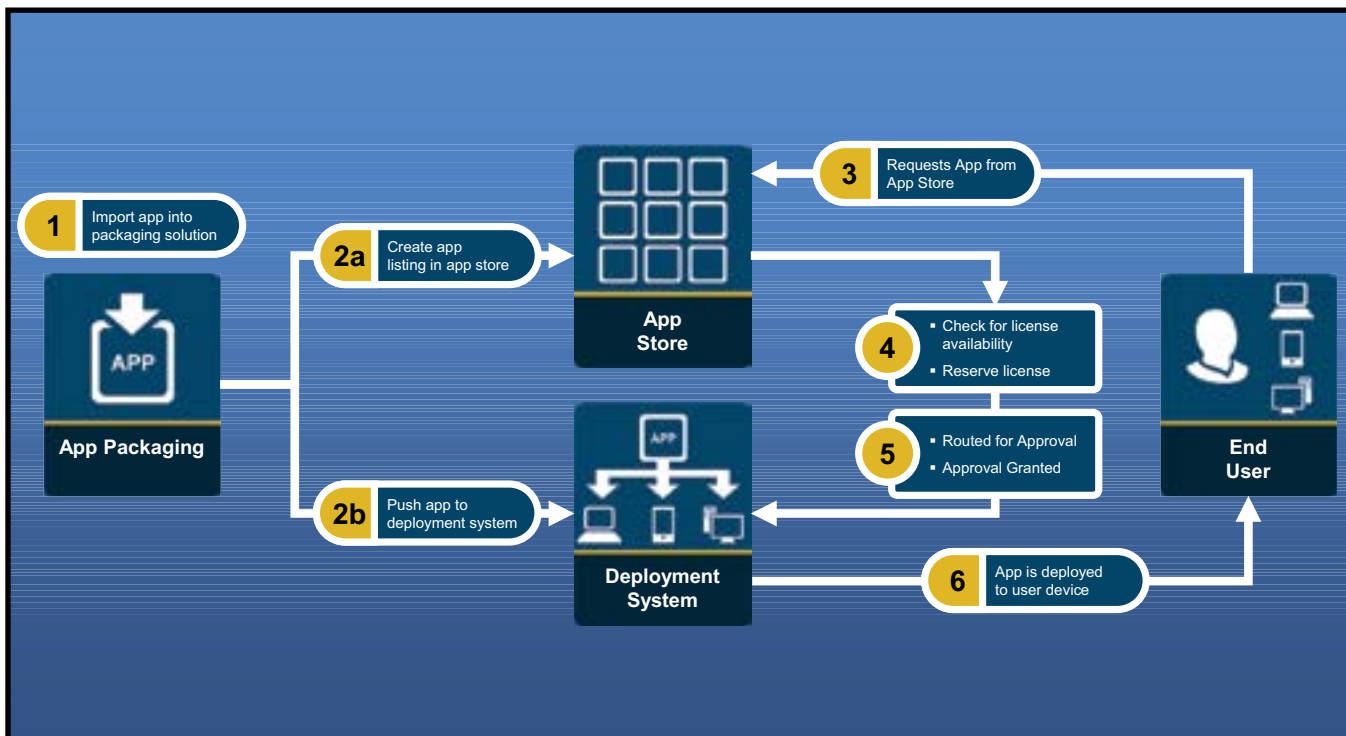 1
Import app into
packaging solution
APP
App Packaging
2a
Create app
listing in app store
2b
Push app to
deployment system
App
Store
APP
Deployment
System
3
Requests App from
App Store
4
▪ Check for license
availability
▪ Reserve license
5
▪ Routed for Approval
▪ Approval Granted
6
App is deployed
to user device
End
User